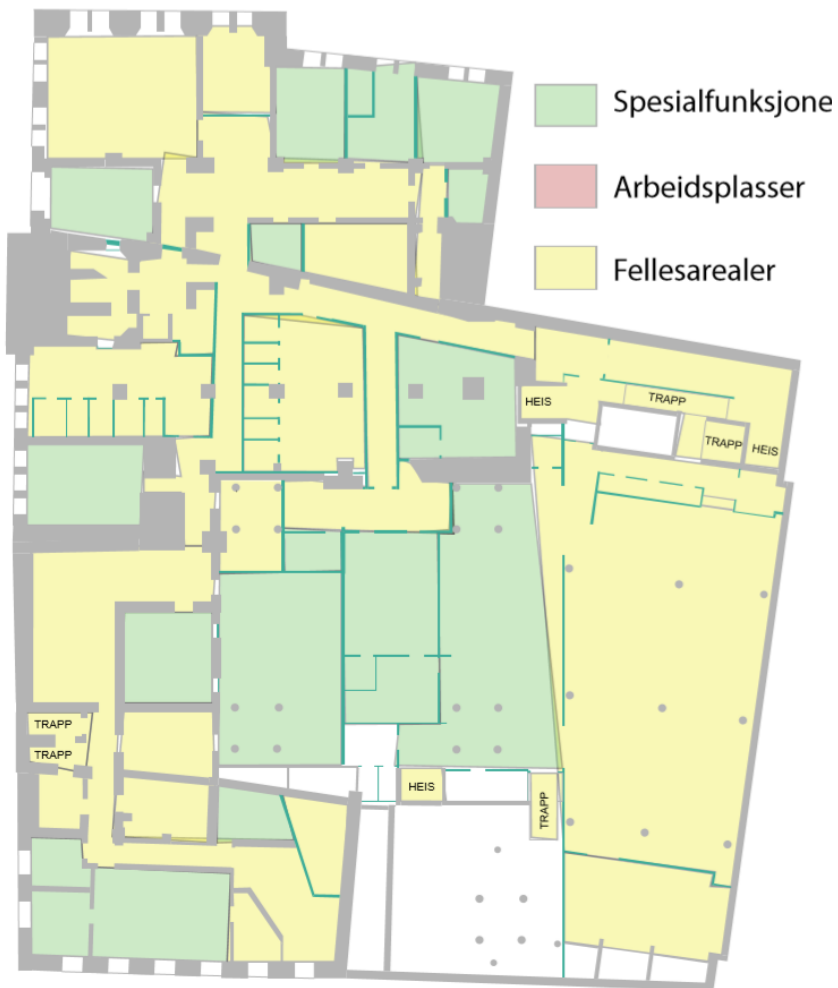 Spesialfunksjone
Arbeidsplasser
Fellesarealer
HEIS
TRAPP
TRAPP
HEIS
TRAPP
TRAPP
HEIS
TRAPP